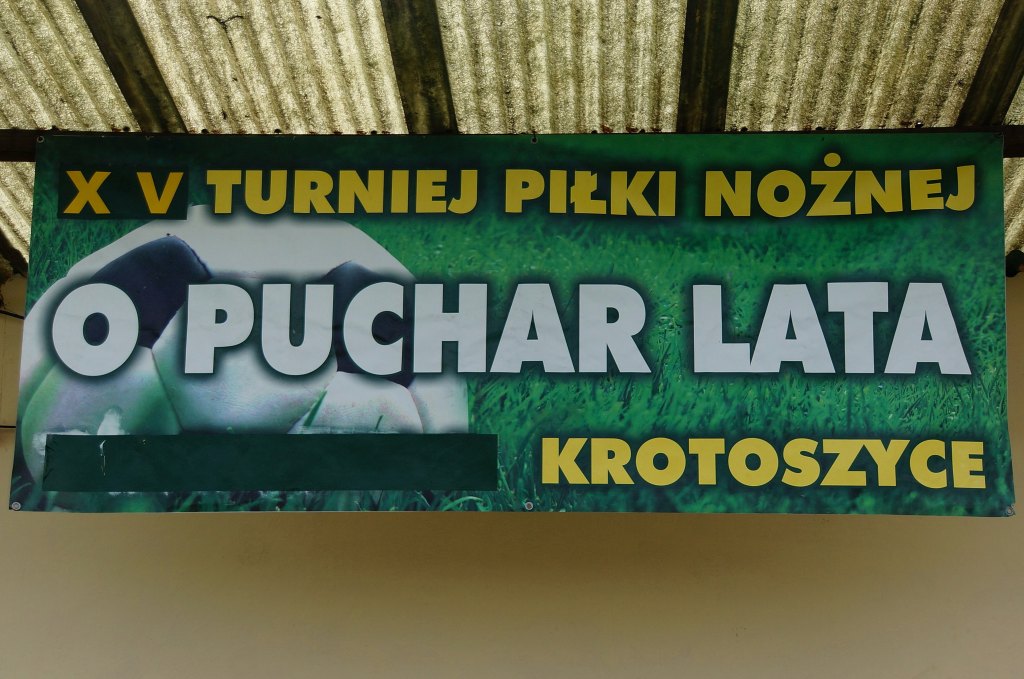 X V TURNIEJ PIŁKI NOŻNEJ
O PUCHAR LATA
KROTOSZYCE